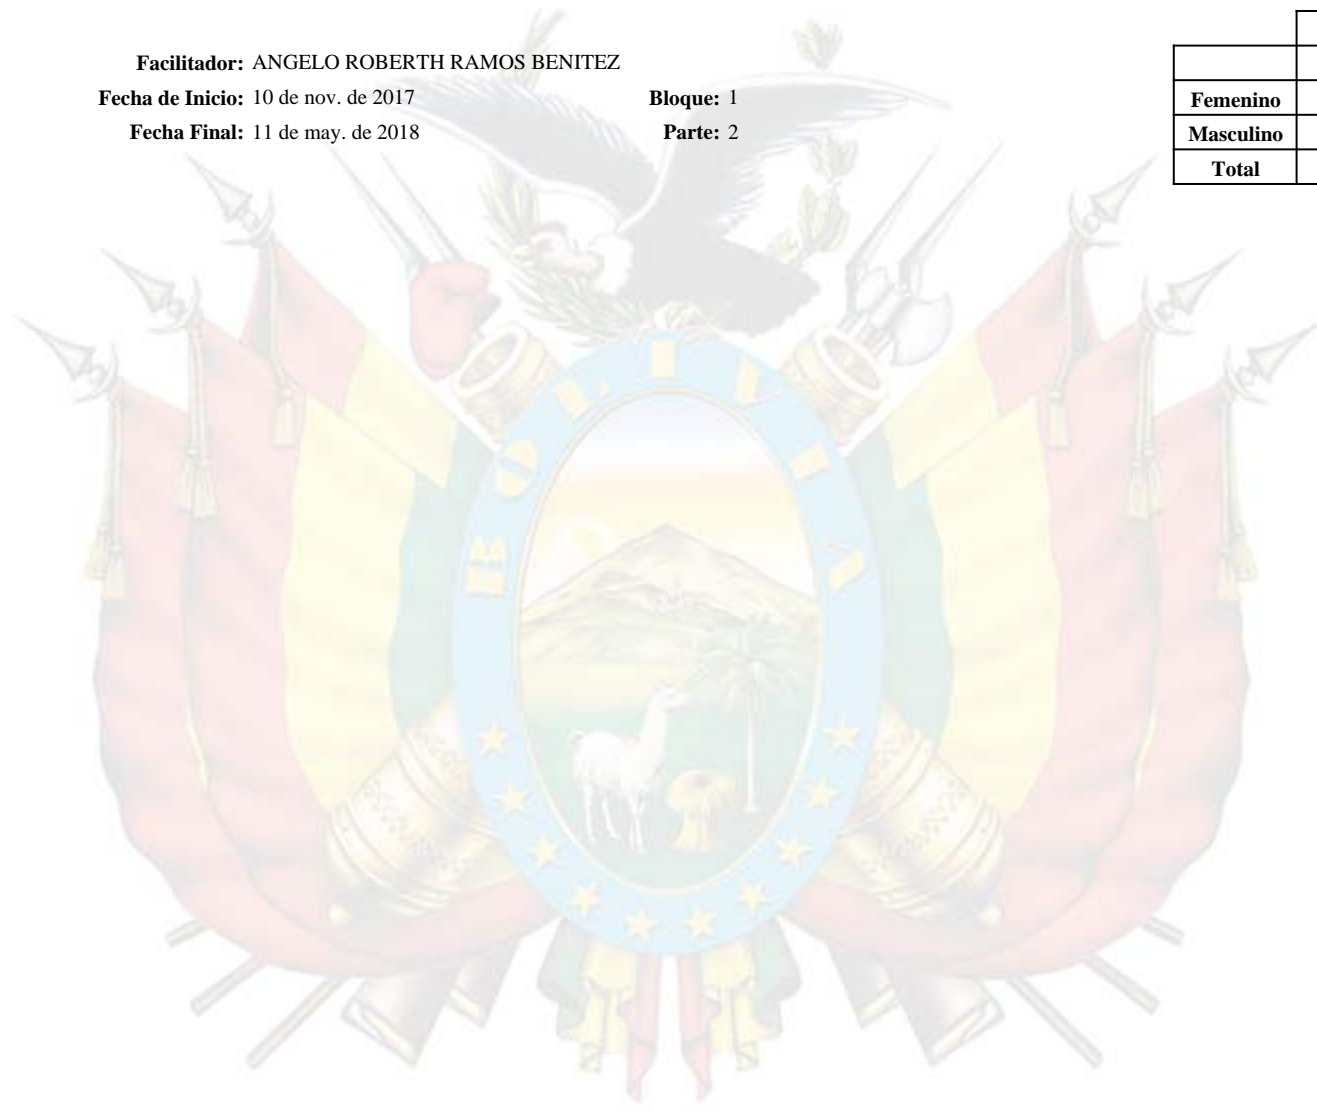 Facilitador: ANGELO ROBERTH RAMOS BENITEZ
Fecha de Inicio: 10 de nov. de 2017 Bloque: 1
Fecha Final: 11 de may. de 2018 Parte: 2
Femenino
Masculino
Total
BOLIVIA